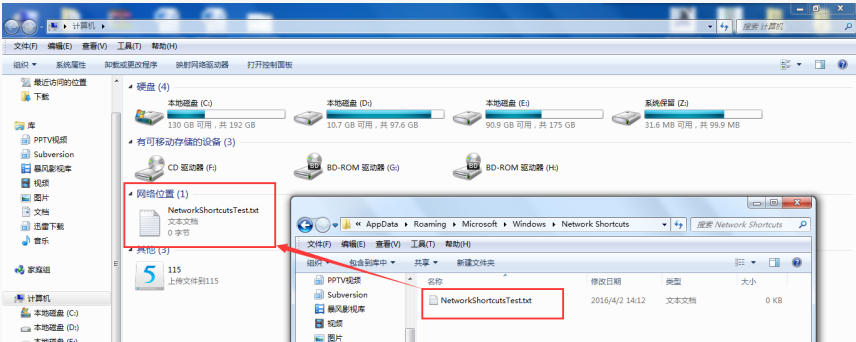 计算机
搜索 计算机
文件(F) 编辑(E) 查看(V) 工具(T) 帮助(H)
组织 系统属性 卸载或更改程序 映射网络驱动器 打开控制面板
最近访问的位置
下载
库
PPTV视频
Subversion
暴风影视库
视频
图片
文档
迅雷下载
音乐
家庭组
计算机
本地磁盘 (C:)
本地磁盘 (D:)
本地磁盘 (E:)
硬盘 (4)
本地磁盘 (C:)
130 GB 可用，共 192 GB
本地磁盘 (D:)
10.7 GB 可用，共 97.6 GB
本地磁盘 (E:)
90.9 GB 可用，共 175 GB
系统保留 (Z:)
31.6 MB 可用，共 99.9 MB
有可移动存储的设备 (3)
CD 驱动器 (F:)
BD-ROM 驱动器 (G:)
BD-ROM 驱动器 (H:)
网络位置 (1)
NetworkShortcutsTest.txt
文本文档
0 字节
其他 (3)
115
上传文件到115
« AppData Roaming Microsoft Windows Network Shortcuts
搜索 Network Shortcuts
文件(F) 编辑(E) 查看(V) 工具(T) 帮助(H)
组织 包含到库中 共享 新建文件夹
PPTV视频
Subversion
暴风影视库
视频
图片
名称 修改日期 类型 大小
NetworkShortcutsTest.txt 2016/4/2 14:12 文本文档 0 KB